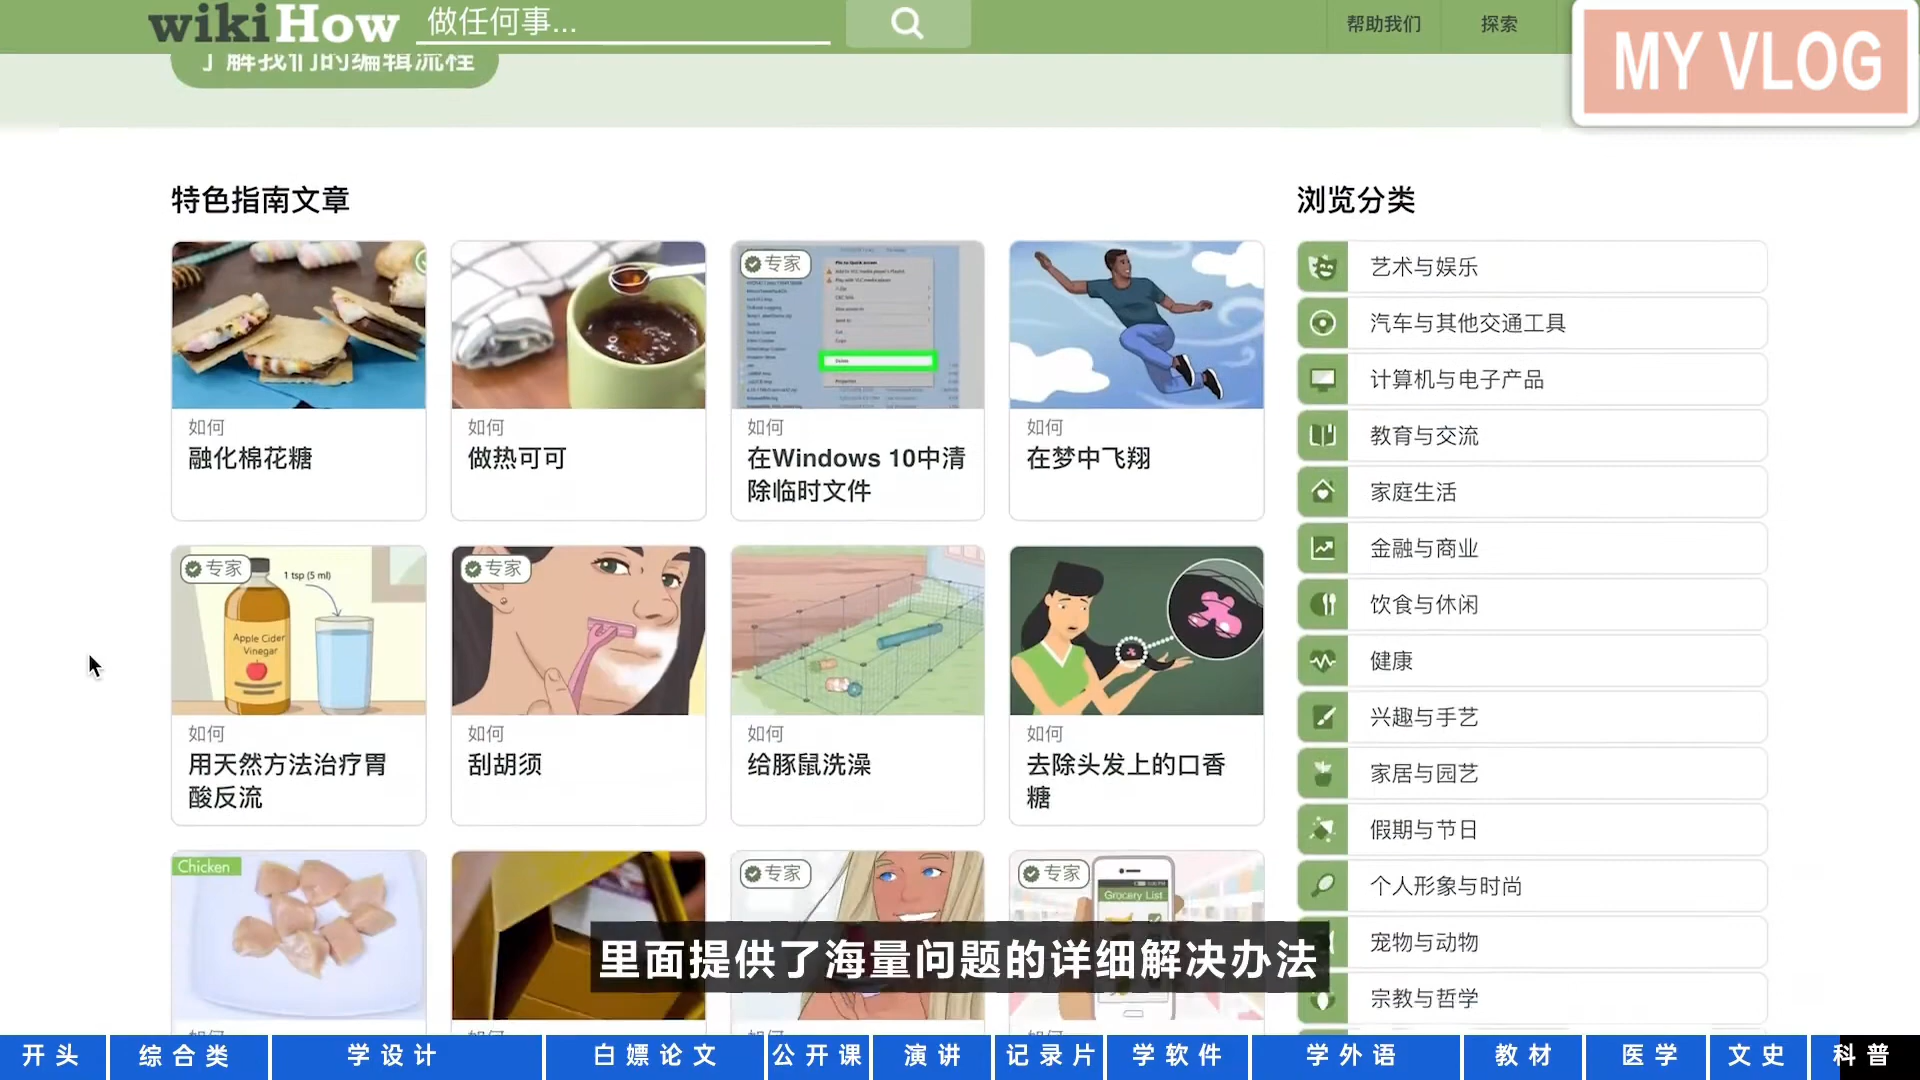 wikiHow
做任何事...
帮助我们
探索
MY VLOG
了解我们的编辑流程
特色指南文章
浏览分类
专家
如何
融化棉花糖
如何
做热可可
如何
在Windows 10中清
除临时文件
如何
在梦中飞翔
专家
1 tsp (5 ml)
Apple Cider
Vinegar
专家
如何
用天然方法治疗胃
酸反流
如何
刮胡须
如何
给豚鼠洗澡
如何
去除头发上的口香
糖
Chicken
专家
专家
Grocery List
艺术与娱乐
汽车与其他交通工具
计算机与电子产品
教育与交流
家庭生活
金融与商业
饮食与休闲
健康
兴趣与手艺
家居与园艺
假期与节日
个人形象与时尚
宠物与动物
宗教与哲学
里面提供了海量问题的详细解决办法
开头
综合类
学设计
白嫖论文
公开课
演讲
记录片
学软件
学外语
教材
医学
文史
科普